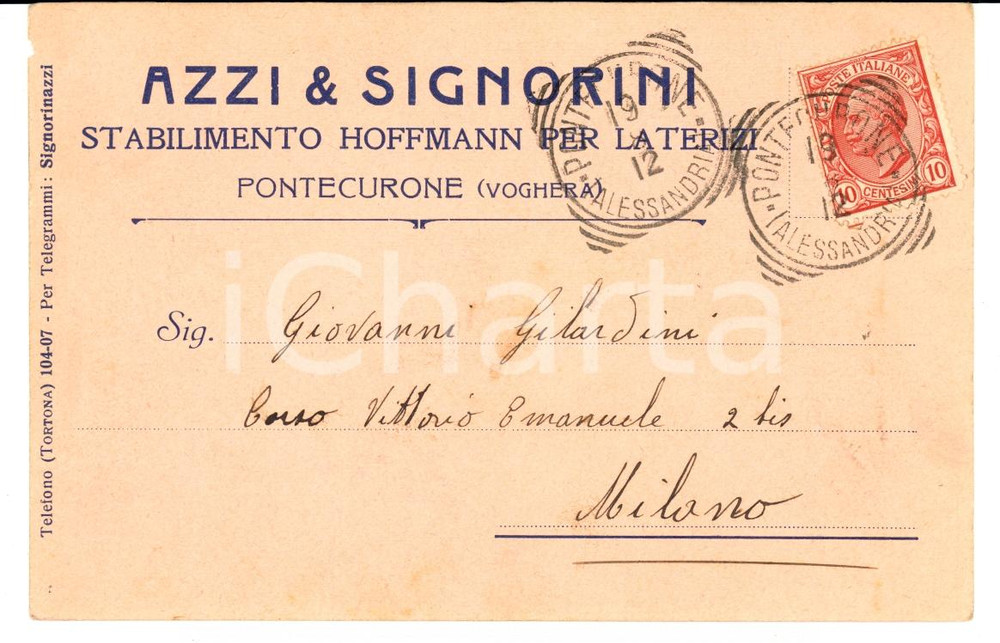 AZZI & SIGNORINI
STABILIMENTO HOFFMANN PER LATERIZI
PONTECURONE (VOGHERA)
Telefono (TORTONA) 104-07 - Per Telegrammi: Signorinazzi
POSTE ITALIANE
10 CENTESIMI 10
PONTECURONE
19
12
(ALESSANDRIA)
PONTECURONE
12
(ALESSANDRIA)
Sig. Giovanni Gilardini
Corso Vittorio Emanuele 2 bis
Milano
iCharta